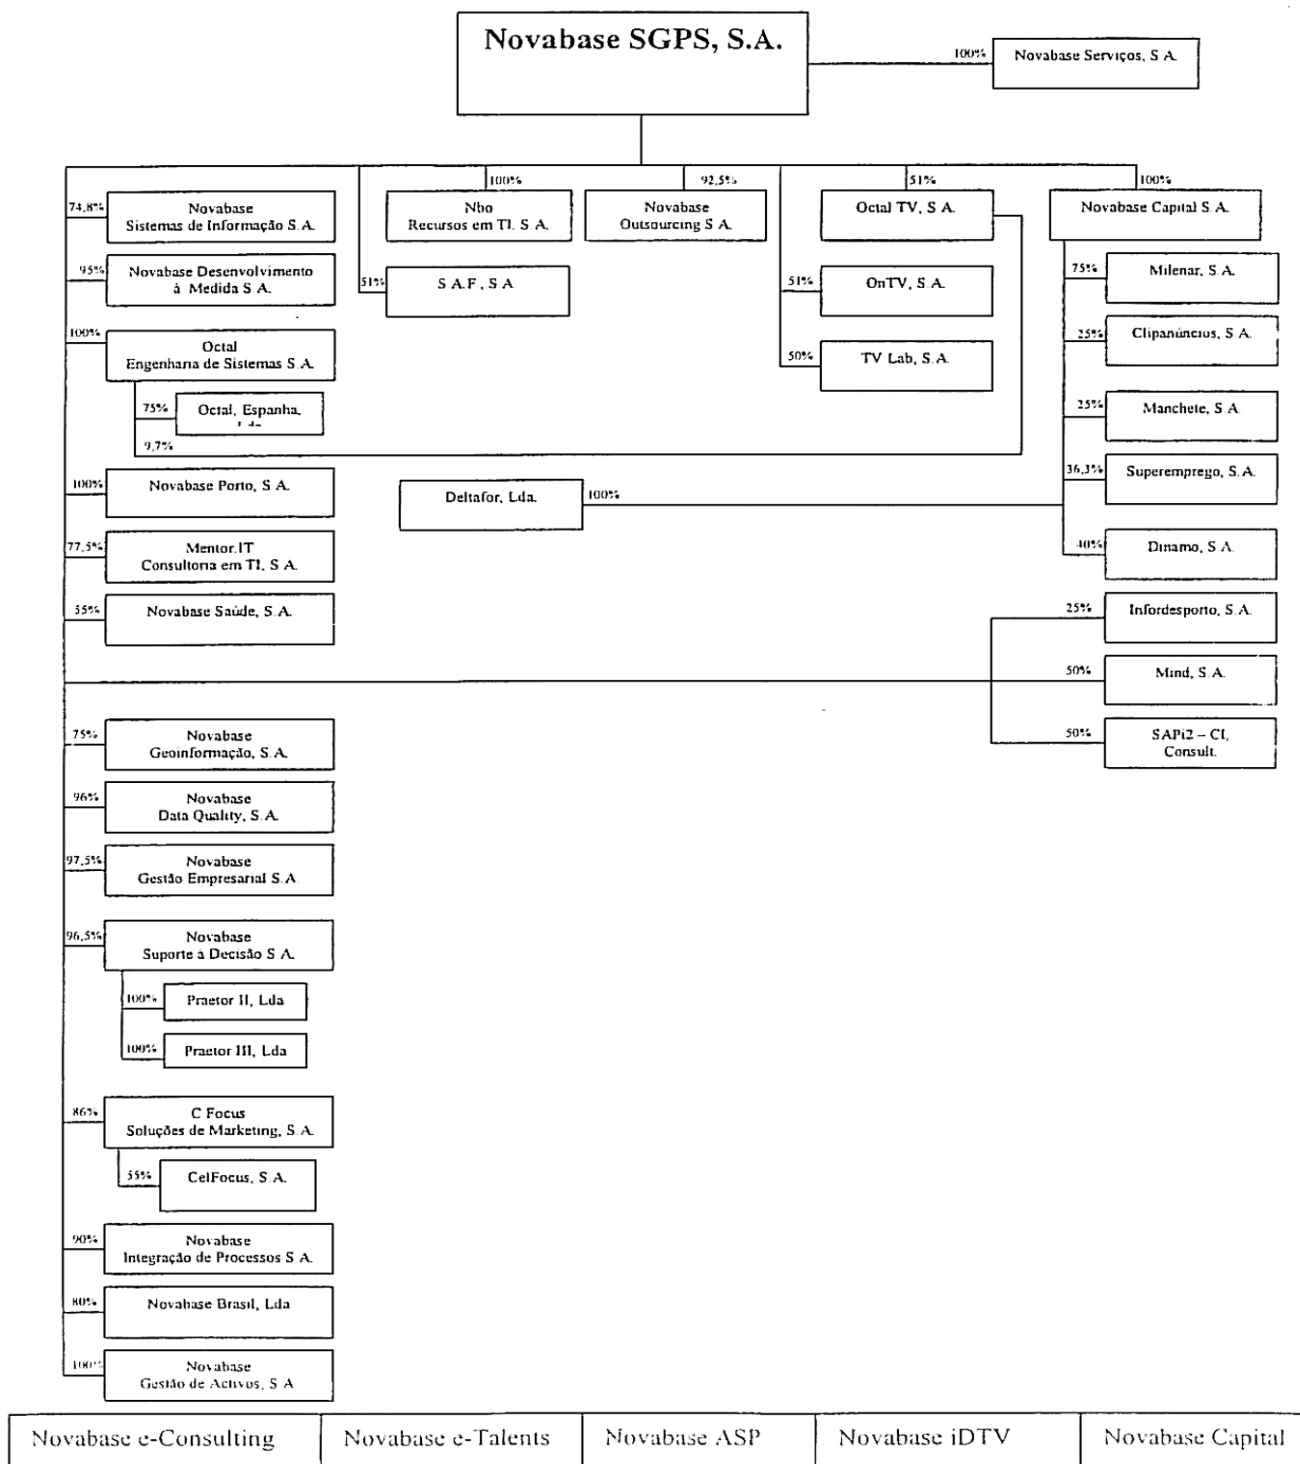 Novabase SGPS, S.A.
100%
Novabase Serviços, S A.
74,8%
Novabase
Sistemas de Informação S.A.
95%
Novabase Desenvolvimento
à Medida S A.
100%
Octal
Engenharia de Sistemas S A.
75%
Octal, Espanha,
9,7%
100%
Novabase Porto, S A.
77,5%
Mentor.IT
Consultoria em TI, S A.
55%
Novabase Saúde, S.A.
100%
Nbo
Recursos em TI, S A.
51%
S A.F , S.A
92,5%
Novabase
Outsourcing S A.
51%
Octal TV, S A.
51%
OnTV, S.A.
50%
TV Lab, S.A.
100%
Novabase Capital S A.
75%
Milenar, S.A.
25%
Clipanúncios, S A.
25%
Manchete, S A
36,3%
Superemprego, S.A.
40%
Dinamo, S A.
Deltafor, Lda.
100%
25%
Infordesporto, S.A.
50%
Mind, S.A.
50%
SAPi2 – CI,
Consult.
75%
Novabase
Geoinformação, S.A.
96%
Novabase
Data Quality, S.A.
97,5%
Novabase
Gestão Empresarial S A.
96,5%
Novabase
Suporte à Decisão S A.
100%
Praetor II, Lda
100%
Praetor III, Lda
86%
C Focus
Soluções de Marketing, S A.
55%
CelFocus, S.A.
90%
Novabase
Integração de Processos S A.
80%
Novabase Brasil, Lda
100%
Novabase
Gestão de Activos, S A
Novabase e-Consulting
Novabase e-Talents
Novabase ASP
Novabase iDTV
Novabase Capital